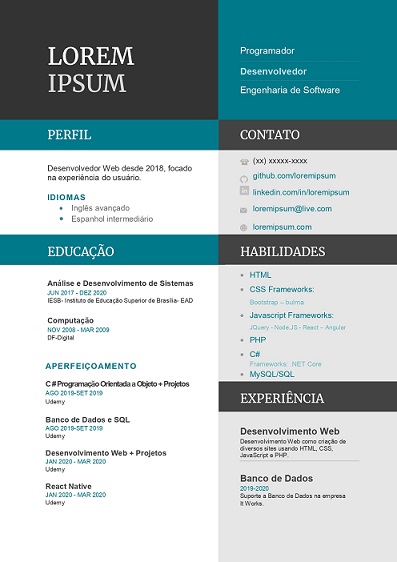 LOREM
IPSUM
Programador
Desenvolvedor
Engenharia de Software
PERFIL
Desenvolvedor Web desde 2018, focado
na experiência do usuário.
IDIOMAS
Inglês avançado
Espanhol intermediário
CONTATO
(xx) xxxxx-xxxx
github.com/loremipsum
linkedin.com/in/loremipsum
loremipsum@live.com
loremipsum.com
EDUCAÇÃO
Análise e Desenvolvimento de Sistemas
JUN 2017 - DEZ 2020
IESB- Instituto de Educação Superior de Brasília- EAD
Computação
NOV 2008 - MAR 2009
DF-Digital
APERFEIÇOAMENTO
C # Programação Orientada a Objeto + Projetos
AGO 2019-SET 2019
Udemy
Banco de Dados e SQL
AGO 2019-SET 2019
Udemy
Desenvolvimento Web + Projetos
JAN 2020 - MAR 2020
Udemy
React Native
JAN 2020 - MAR 2020
Udemy
HABILIDADES
HTML
CSS Frameworks:
Bootstrap – bulma
Javascript Frameworks:
JQuery - Node.JS - React – Angular
PHP
C#
Frameworks: .NET Core
MySQL/SQL
EXPERIÊNCIA
Desenvolvimento Web
Desenvolvimento Web como criação de
diversos sites usando HTML, CSS,
JavaScript e PHP.
Banco de Dados
2019-2020
Suporte a Banco de Dados na empresa
It Works.